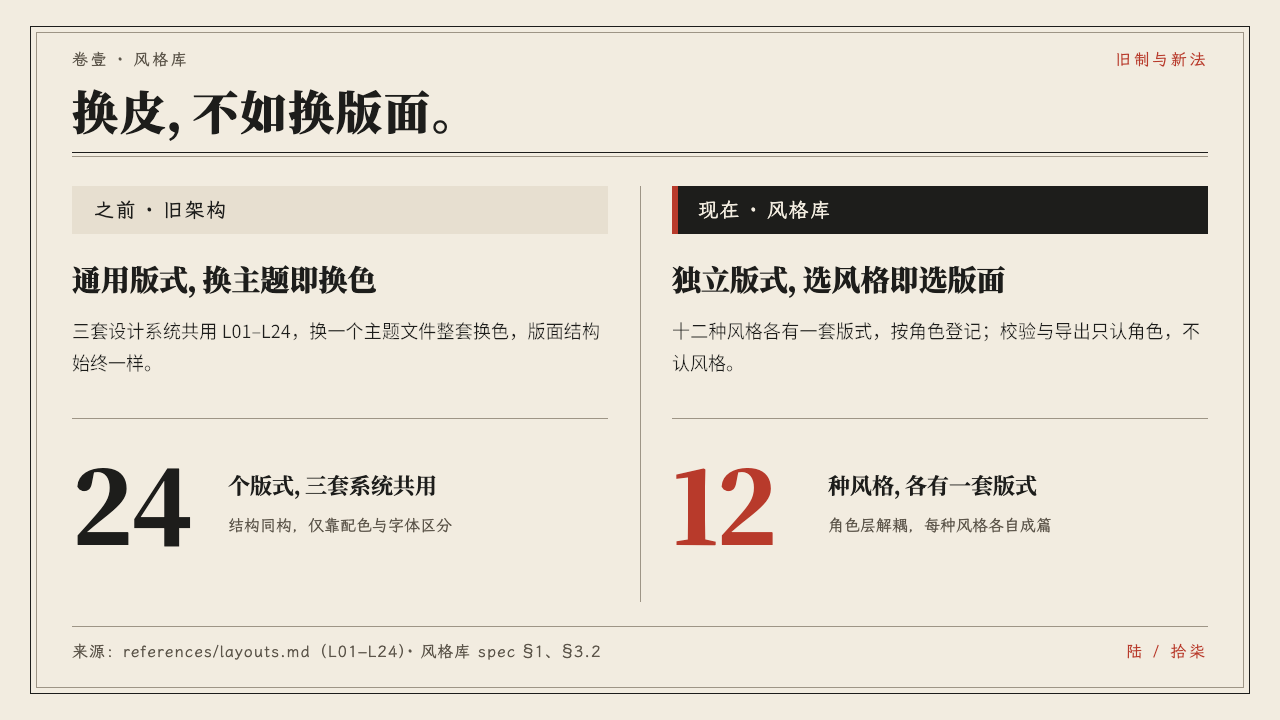 卷壹 · 风格库
旧制与新法
换皮, 不如换版面。
之前 · 旧架构
通用版式, 换主题即换色
三套设计系统共用 L01–L24，换一个主题文件整套换色，版面结构
始终一样。
24
个版式, 三套系统共用
结构同构，仅靠配色与字体区分
现在 · 风格库
独立版式, 选风格即选版面
十二种风格各有一套版式，按角色登记；校验与导出只认角色，不
认风格。
12
种风格, 各有一套版式
角色层解耦，每种风格各自成篇
来源：references/layouts.md（L01–L24）· 风格库 spec §1、§3.2
陆 / 拾柒